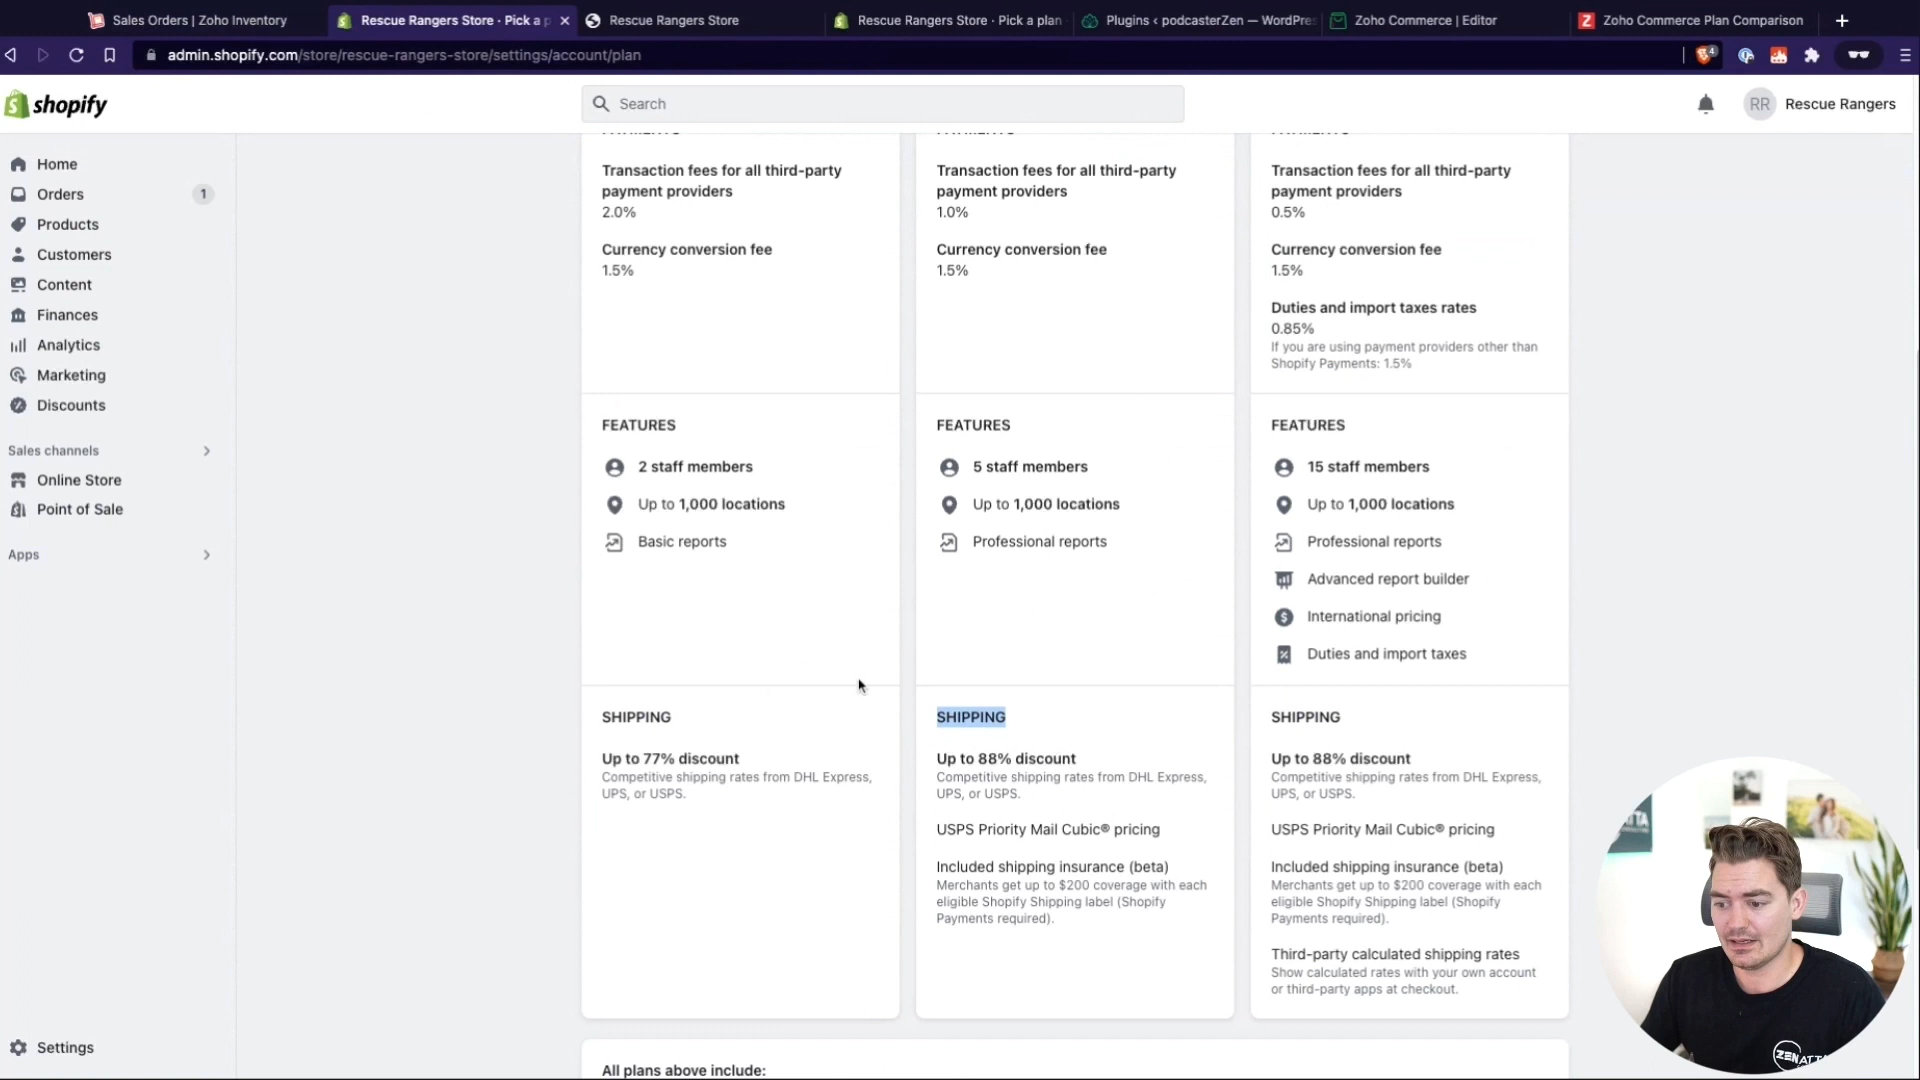 Sales Orders | Zoho Inventory
Rescue Rangers Store · Pick a p
Rescue Rangers Store
Rescue Rangers Store · Pick a plan
Plugins ‹ podcasterZen — WordPres
Zoho Commerce | Editor
Zoho Commerce Plan Comparison
admin.shopify.com/store/rescue-rangers-store/settings/account/plan
4
shopify
Search
RR
Rescue Rangers
Home
Orders
1
Products
Customers
Content
Finances
Analytics
Marketing
Discounts
Sales channels
Online Store
Point of Sale
Apps
Settings
Transaction fees for all third-party
payment providers
2.0%
Currency conversion fee
1.5%
FEATURES
2 staff members
Up to 1,000 locations
Basic reports
SHIPPING
Up to 77% discount
Competitive shipping rates from DHL Express,
UPS, or USPS.
Transaction fees for all third-party
payment providers
1.0%
Currency conversion fee
1.5%
FEATURES
5 staff members
Up to 1,000 locations
Professional reports
SHIPPING
Up to 88% discount
Competitive shipping rates from DHL Express,
UPS, or USPS.
USPS Priority Mail Cubic® pricing
Included shipping insurance (beta)
Merchants get up to $200 coverage with each
eligible Shopify Shipping label (Shopify
Payments required).
Transaction fees for all third-party
payment providers
0.5%
Currency conversion fee
1.5%
Duties and import taxes rates
0.85%
If you are using payment providers other than
Shopify Payments: 1.5%
FEATURES
15 staff members
Up to 1,000 locations
Professional reports
Advanced report builder
International pricing
Duties and import taxes
SHIPPING
Up to 88% discount
Competitive shipping rates from DHL Express,
UPS, or USPS.
USPS Priority Mail Cubic® pricing
Included shipping insurance (beta)
Merchants get up to $200 coverage with each
eligible Shopify Shipping label (Shopify
Payments required).
Third-party calculated shipping rates
Show calculated rates with your own account
or third-party apps at checkout.
All plans above include:
ZENATTA